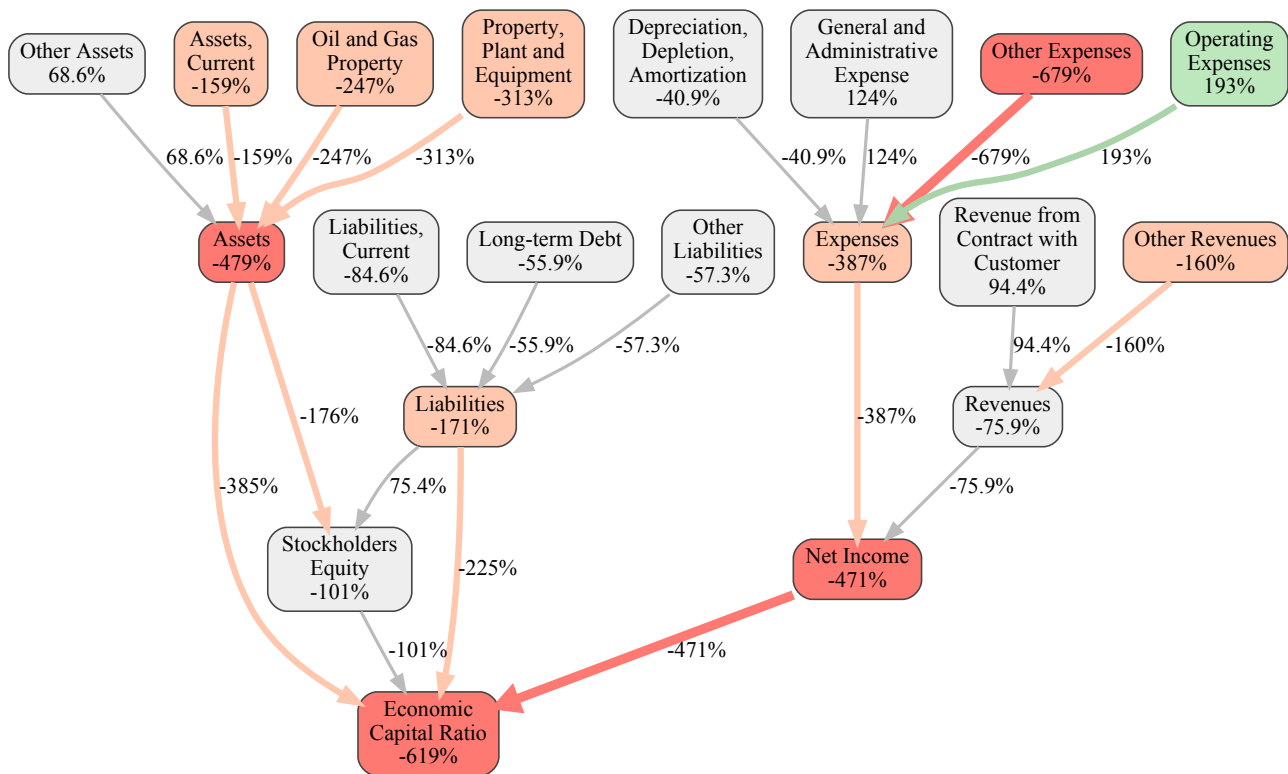 Other Assets
68.6%
Assets,
Current
-159%
Oil and Gas
Property
-247%
Property,
Plant and
Equipment
-313%
Depreciation,
Depletion,
Amortization
-40.9%
General and
Administrative
Expense
124%
Other Expenses
-679%
Operating
Expenses
193%
68.6%
-159%
-247%
-313%
-40.9%
124%
-679%
193%
Assets
-479%
Liabilities,
Current
-84.6%
Long-term Debt
-55.9%
Other
Liabilities
-57.3%
Expenses
-387%
Revenue from
Contract with
Customer
94.4%
Other Revenues
-160%
-84.6%
-55.9%
-57.3%
94.4%
-160%
-176%
Liabilities
-171%
-387%
Revenues
-75.9%
-385%
75.4%
-75.9%
Stockholders
Equity
-101%
-225%
Net Income
-471%
-101%
-471%
Economic
Capital Ratio
-619%